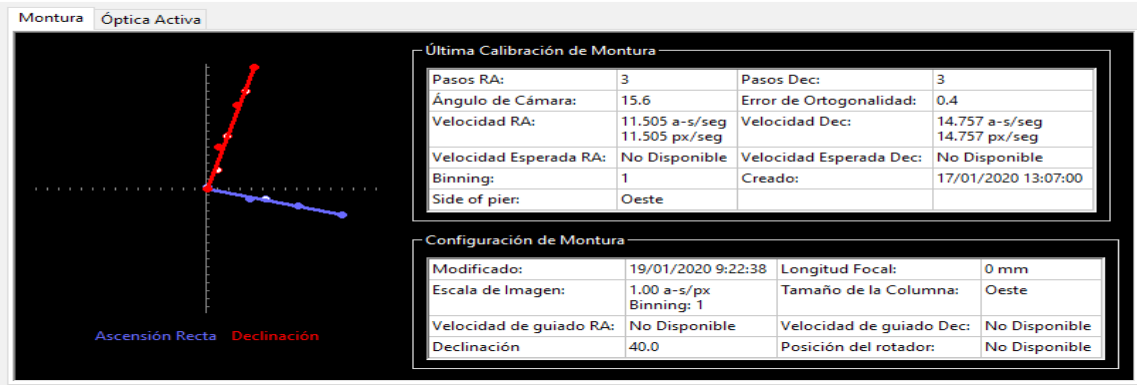 Montura Óptica Activa
Última Calibración de Montura
Pasos RA: 3 Pasos Dec: 3
Ángulo de Cámara: 15.6 Error de Ortogonalidad: 0.4
Velocidad RA: 11.505 a-s/seg Velocidad Dec: 14.757 a-s/seg
11.505 px/seg 14.757 px/seg
Velocidad Esperada RA: No Disponible Velocidad Esperada Dec: No Disponible
Binning: 1 Creado: 17/01/2020 13:07:00
Side of pier: Oeste
Configuración de Montura
Modificado: 19/01/2020 9:22:38 Longitud Focal: 0 mm
Escala de Imagen: 1.00 a-s/px Tamaño de la Columna: Oeste
Binning: 1
Velocidad de guiado RA: No Disponible Velocidad de guiado Dec: No Disponible
Declinación 40.0 Posición del rotador: No Disponible
Ascensión Recta Declinación